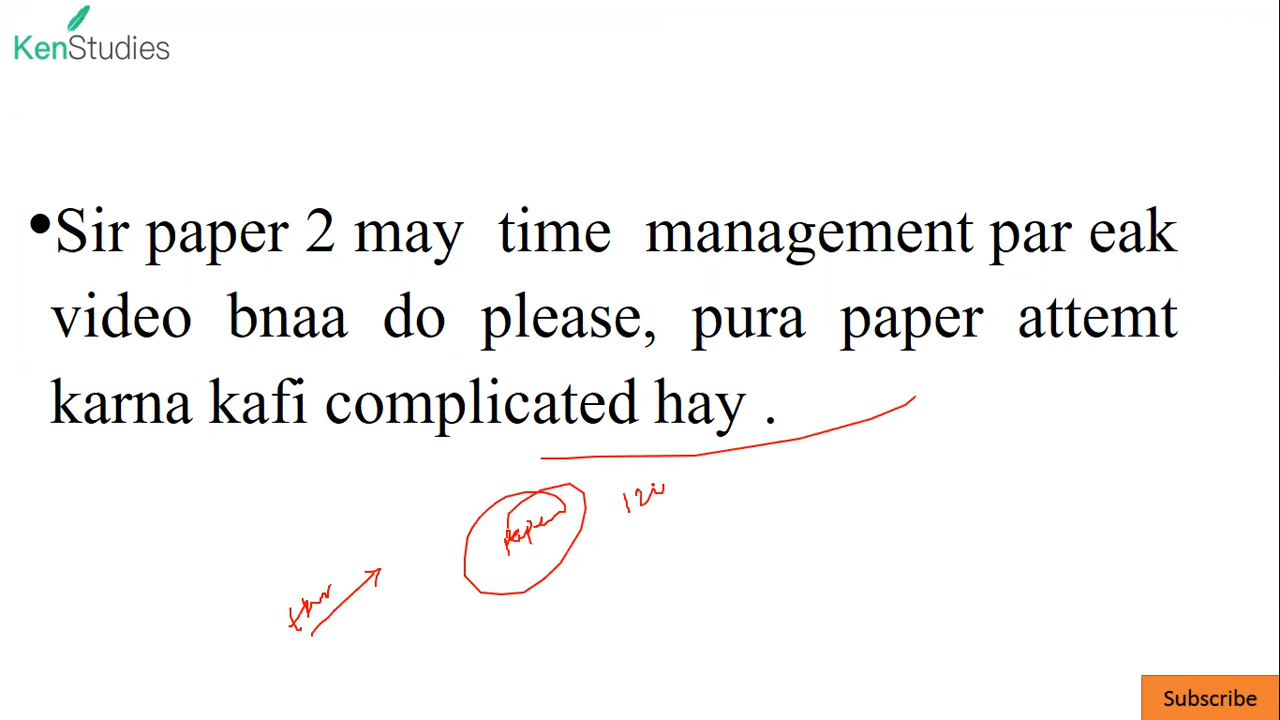 KenStudies
•Sir paper 2 may time management par eak
video bnaa do please, pura paper attemt
karna kafi complicated hay .
paper
Subscribe